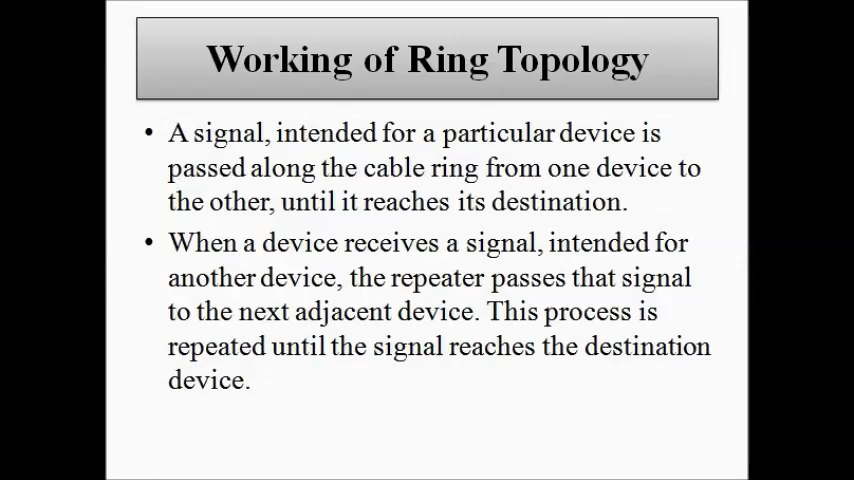 Working of Ring Topology
• A signal, intended for a particular device is
passed along the cable ring from one device to
the other, until it reaches its destination.
• When a device receives a signal, intended for
another device, the repeater passes that signal
to the next adjacent device. This process is
repeated until the signal reaches the destination
device.